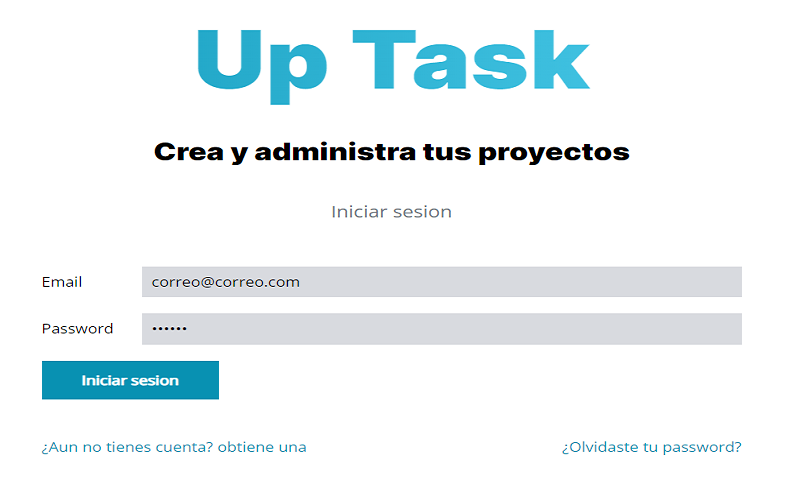 Up Task
Crea y administra tus proyectos
Iniciar sesion
Email correo@correo.com
Password ••••••
Iniciar sesion
¿Aun no tienes cuenta? obtiene una ¿Olvidaste tu password?